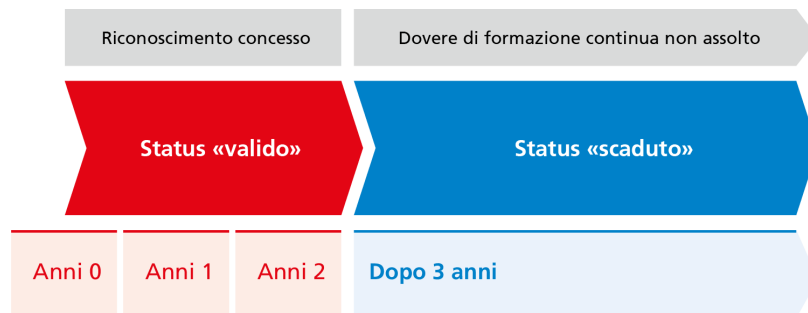 Riconoscimento concesso
Dovere di formazione continua non assolto
Status «valido»
Status «scaduto»
Anni 0
Anni 1
Anni 2
Dopo 3 anni